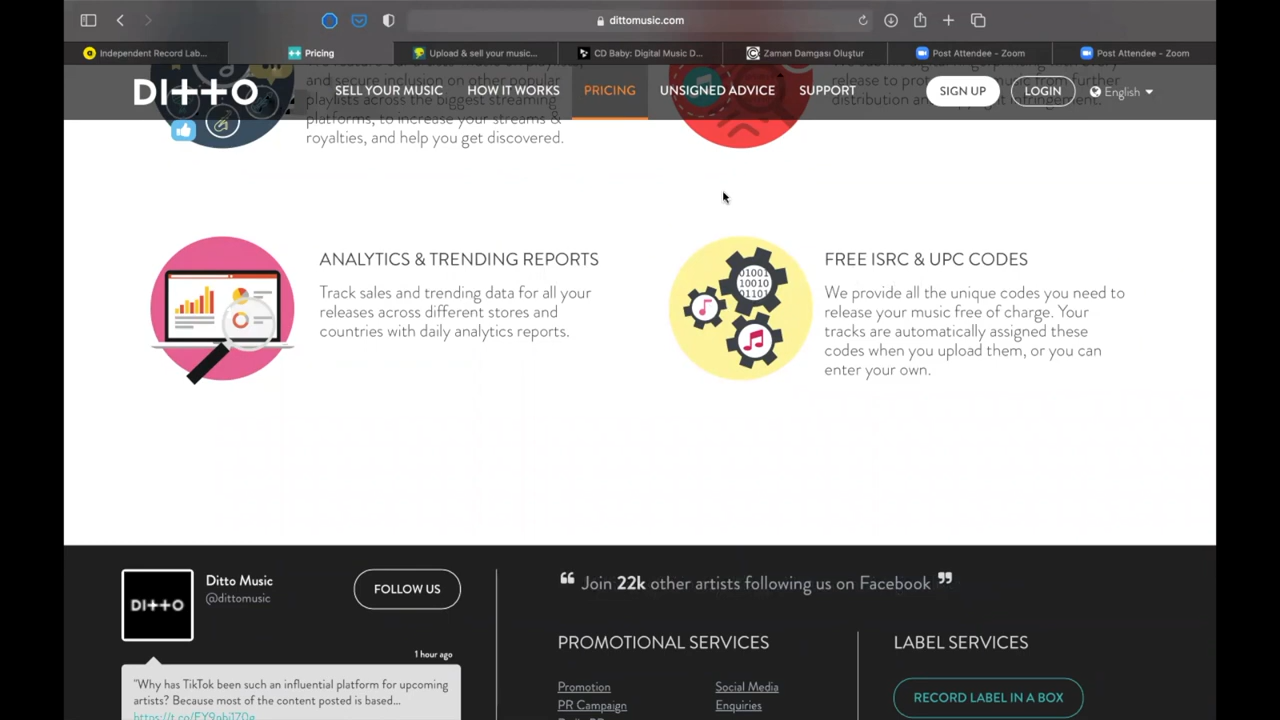 dittomusic.com
Independent Record Lab...
Pricing
Upload & sell your music...
CD Baby: Digital Music D...
Zaman Damgası Oluştur
Post Attendee - Zoom
Post Attendee - Zoom
DITTO
SELL YOUR MUSIC
HOW IT WORKS
PRICING
UNSIGNED ADVICE
SUPPORT
SIGN UP
LOGIN
English
and secure inclusion on other popular
playlists across the biggest streaming
platforms, to increase your streams &
royalties, and help you get discovered.
distribution and copyright infringement.
ANALYTICS & TRENDING REPORTS
Track sales and trending data for all your
releases across different stores and
countries with daily analytics reports.
01001
10010
01101
FREE ISRC & UPC CODES
We provide all the unique codes you need to
release your music free of charge. Your
tracks are automatically assigned these
codes when you upload them, or you can
enter your own.
DITTO
Ditto Music
@dittomusic
FOLLOW US
1 hour ago
"Why has TikTok been such an influential platform for upcoming
artists? Because most of the content posted is based...
❝ Join 22k other artists following us on Facebook ❞
PROMOTIONAL SERVICES
Promotion
PR Campaign
Social Media
Enquiries
LABEL SERVICES
RECORD LABEL IN A BOX